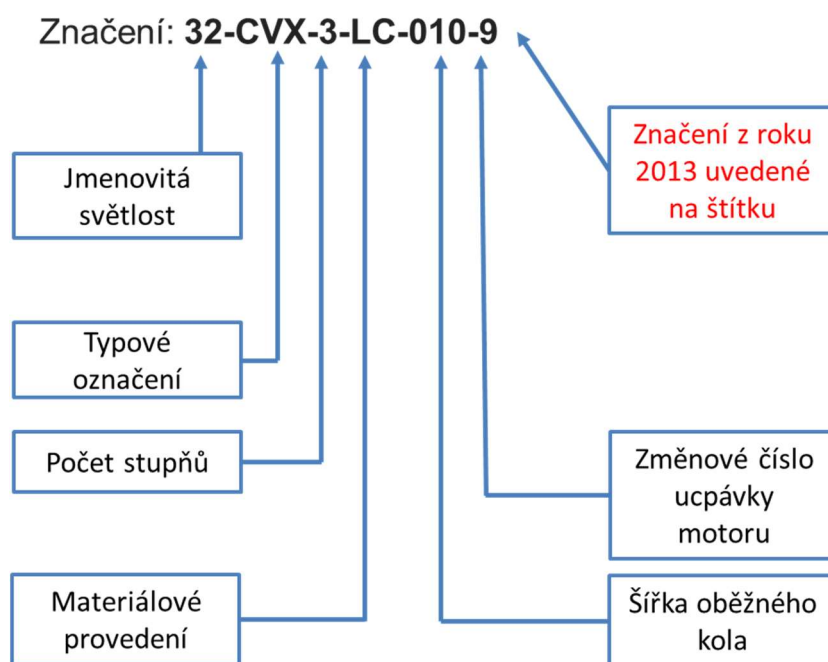 Značení: 32-CVX-3-LC-010-9
Značení z roku
2013 uvedené
na štítku
Jmenovitá
světlost
Typové
označení
Počet stupňů
Změnové číslo
ucpávky
motoru
Materiálové
provedení
Šířka oběžného
kola